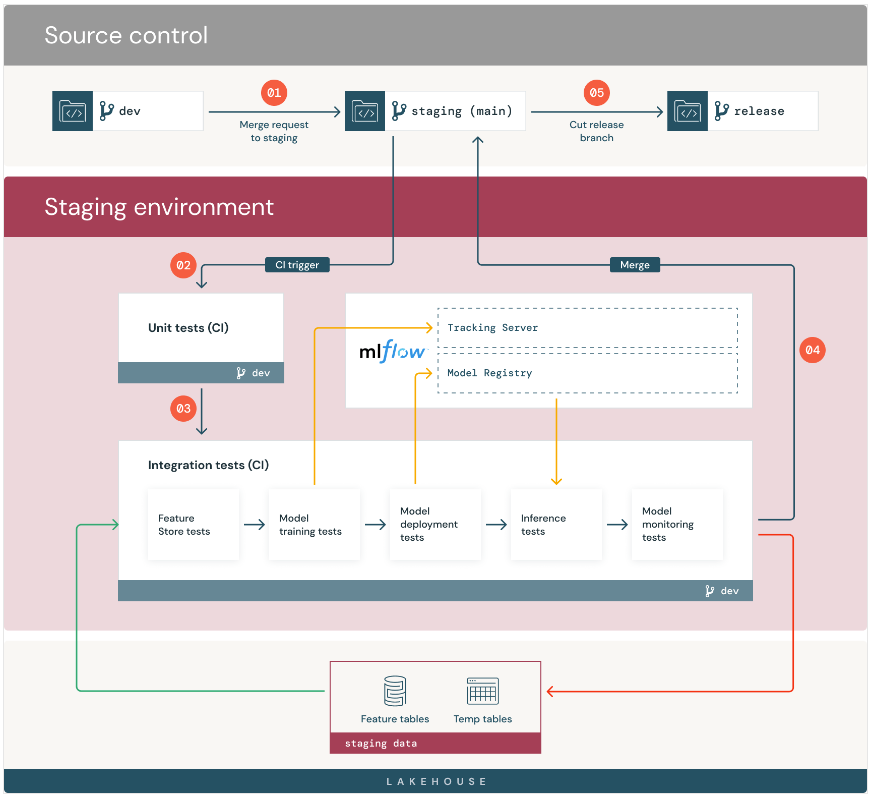 Source control
dev
01
Merge request
to staging
staging (main)
05
Cut release
branch
release
Staging environment
02
CI trigger
Merge
Unit tests (CI)
dev
mlflow
Tracking Server
Model Registry
04
03
Integration tests (CI)
Feature
Store tests
Model
training tests
Model
deployment
tests
Inference
tests
Model
monitoring
tests
dev
Feature tables
Temp tables
staging data
LAKEHOUSE